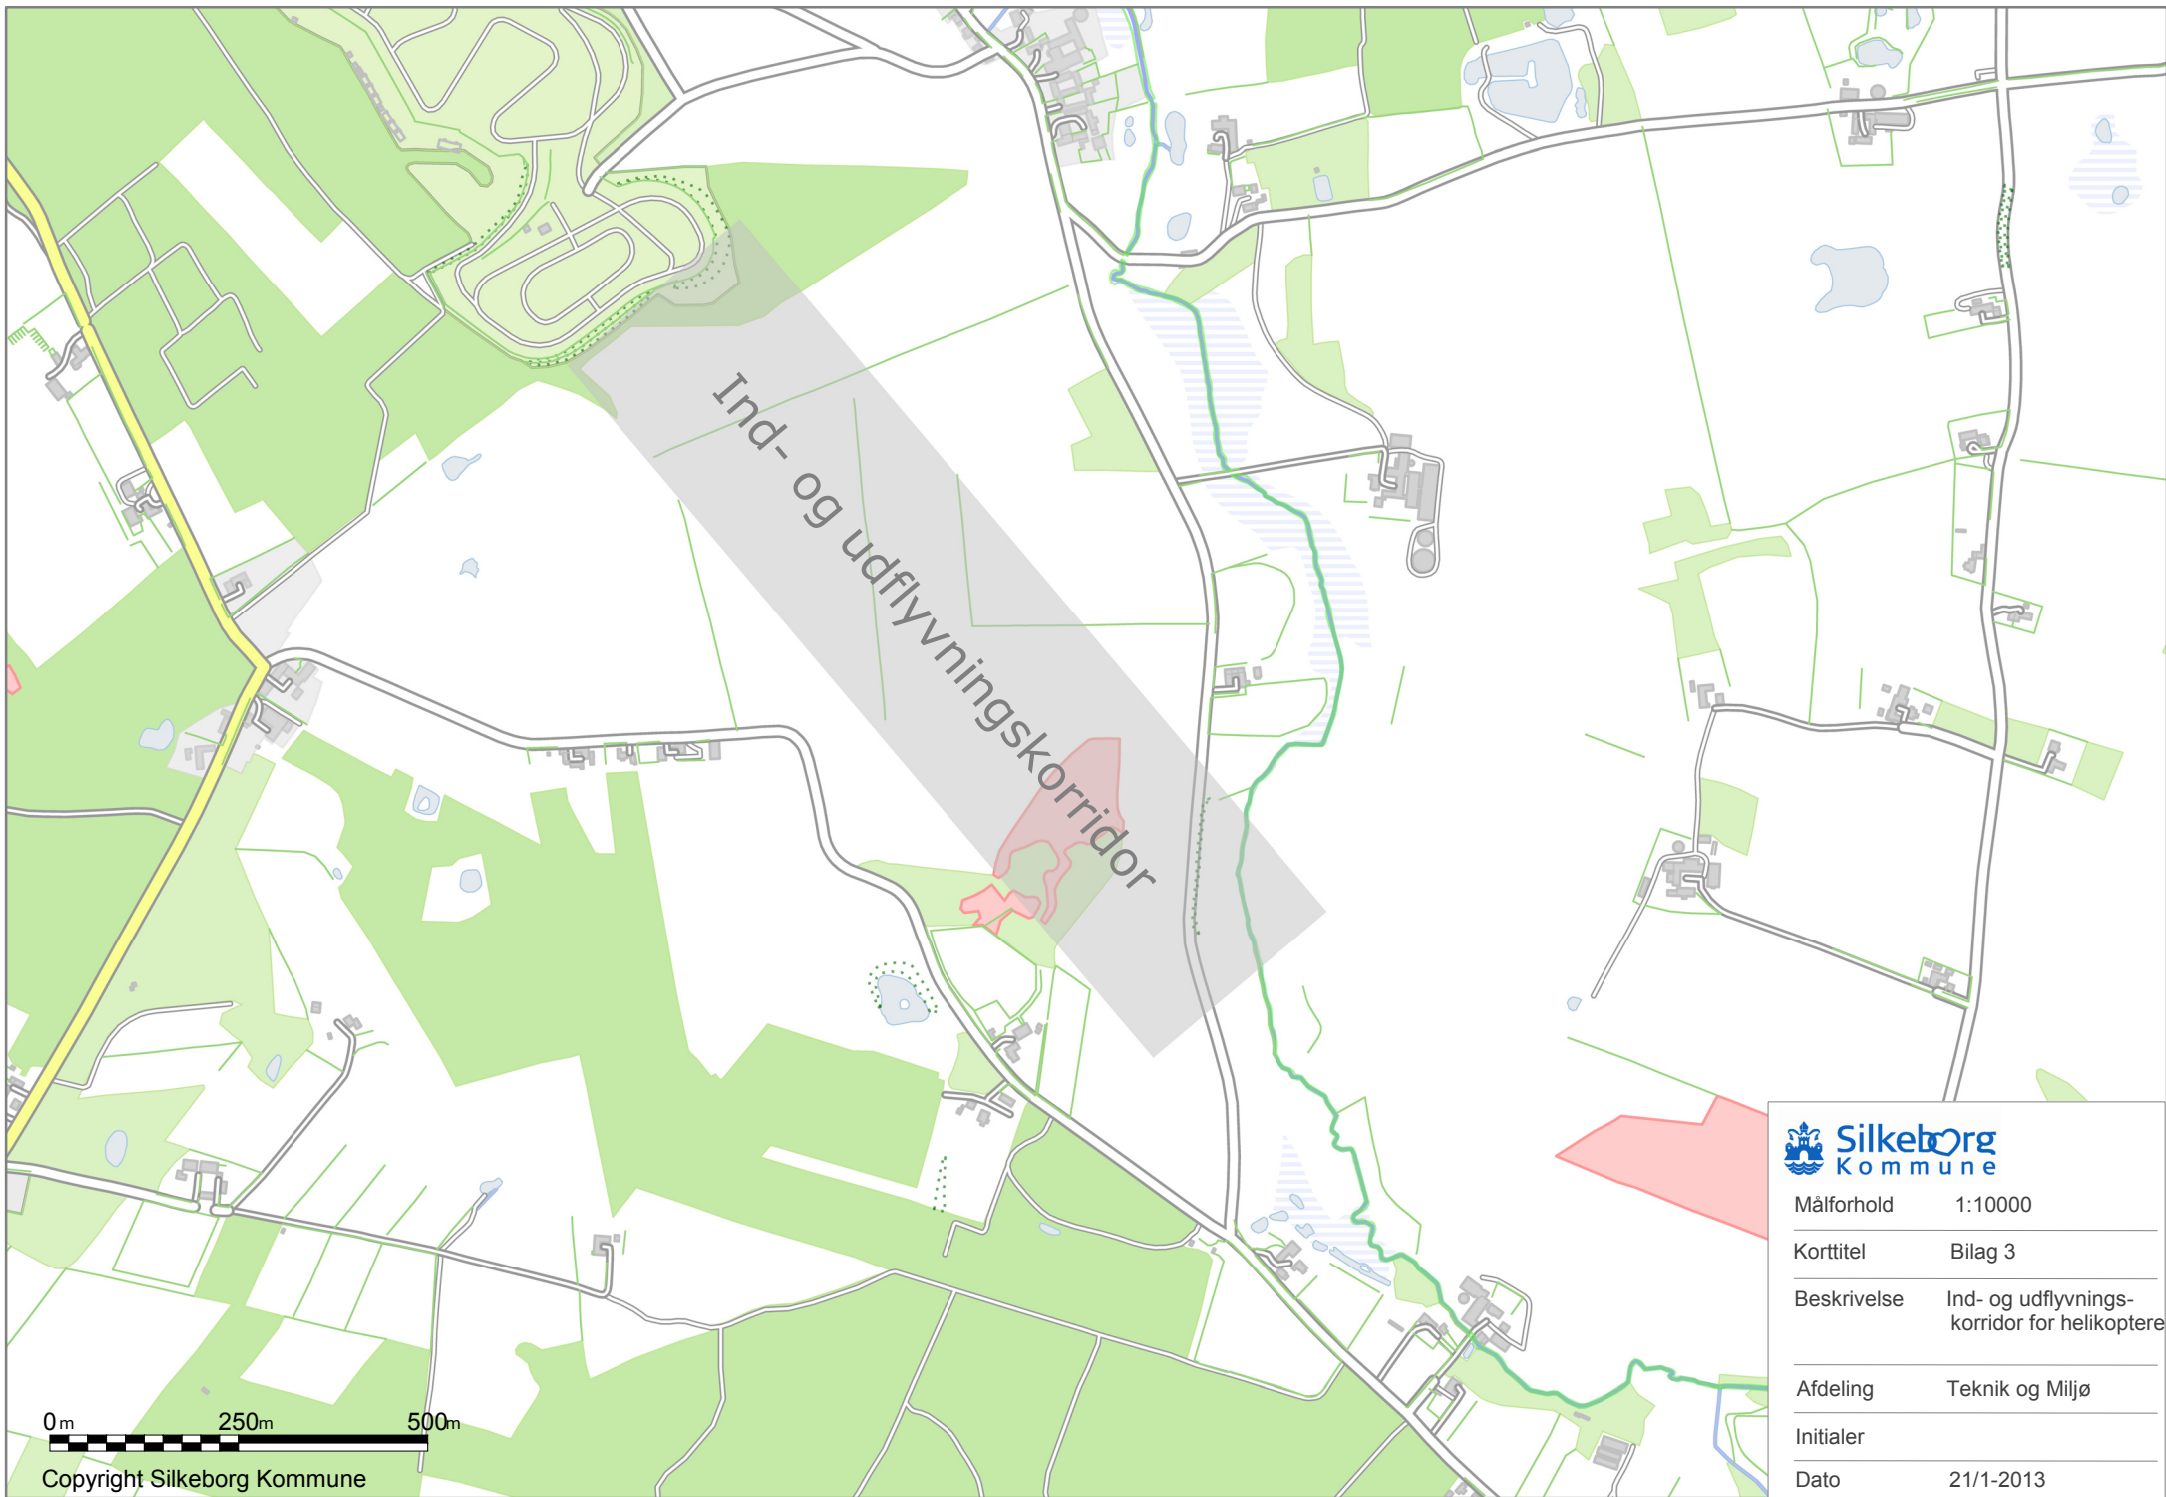 Ind- og udflyvningskorridor
Silkeborg
Kommune
Målforhold 1:10000
Korttitel Bilag 3
Beskrivelse Ind- og udflyvnings-
korridor for helikoptere
Afdeling Teknik og Miljø
Initialer
Dato 21/1-2013
0m 250m 500m
Copyright Silkeborg Kommune